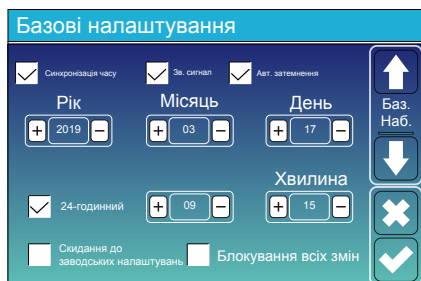 Базові налаштування
Синхронізація часу
Зв. сигнал
Авт. затемнення
Рік
Місяць
День
+ 2019 −
+ 03 −
+ 17 −
Баз.
Наб.
Хвилина
24-годинний
+ 09 −
+ 15 −
Скидання до
заводських налаштувань
Блокування всіх змін